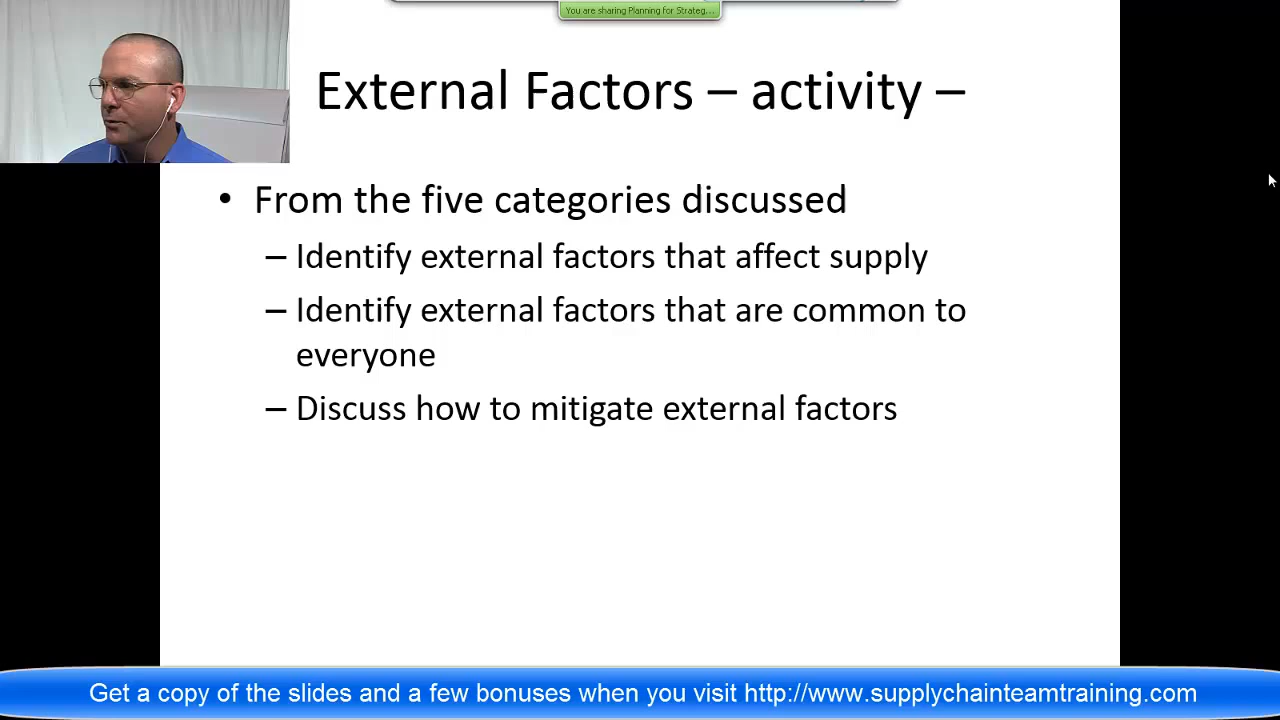 You are sharing Planning for Strateg...
External Factors – activity –
• From the five categories discussed
– Identify external factors that affect supply
– Identify external factors that are common to
everyone
– Discuss how to mitigate external factors
Get a copy of the slides and a few bonuses when you visit http://www.supplychainteamtraining.com